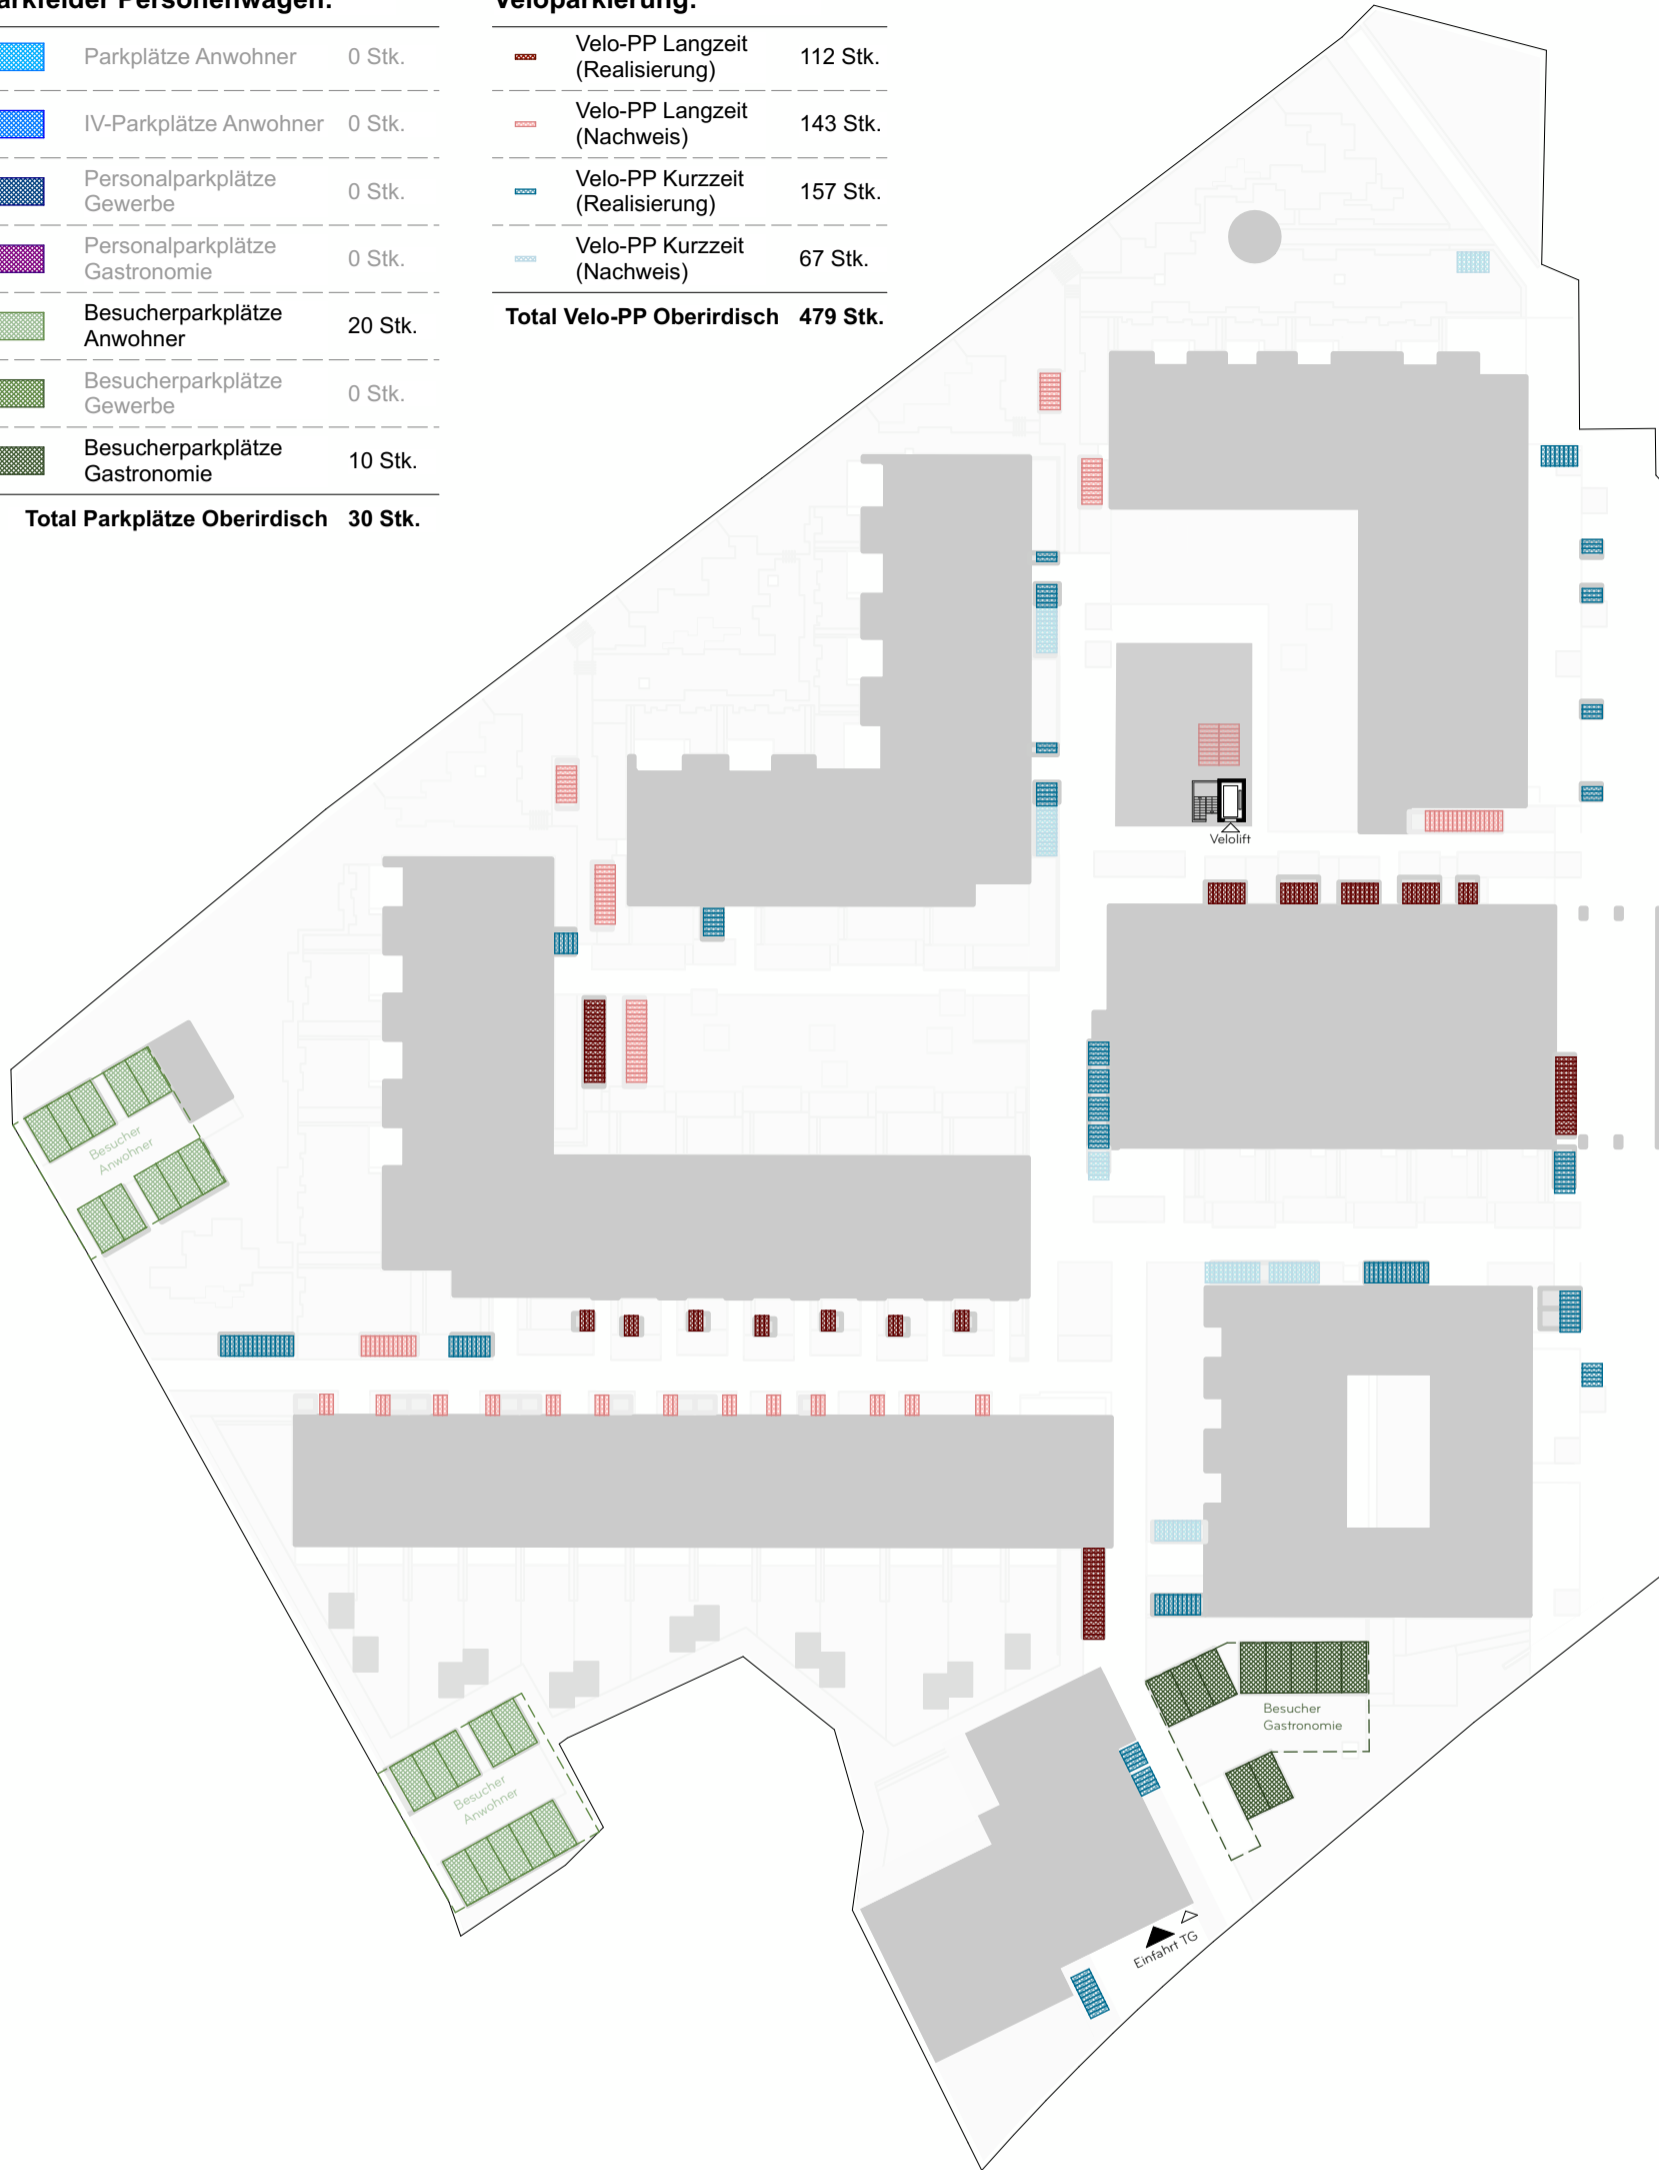 Parkfelder Personenwagen:
Parkplätze Anwohner 0 Stk.
IV-Parkplätze Anwohner 0 Stk.
Personalparkplätze
Gewerbe 0 Stk.
Personalparkplätze
Gastronomie 0 Stk.
Besucherparkplätze
Anwohner 20 Stk.
Besucherparkplätze
Gewerbe 0 Stk.
Besucherparkplätze
Gastronomie 10 Stk.
Total Parkplätze Oberirdisch 30 Stk.
Veloparkierung:
Velo-PP Langzeit
(Realisierung) 112 Stk.
Velo-PP Langzeit
(Nachweis) 143 Stk.
Velo-PP Kurzzeit
(Realisierung) 157 Stk.
Velo-PP Kurzzeit
(Nachweis) 67 Stk.
Total Velo-PP Oberirdisch 479 Stk.
Velolift
Besucher
Anwohner
Besucher
Gastronomie
Besucher
Anwohner
Einfahrt TG